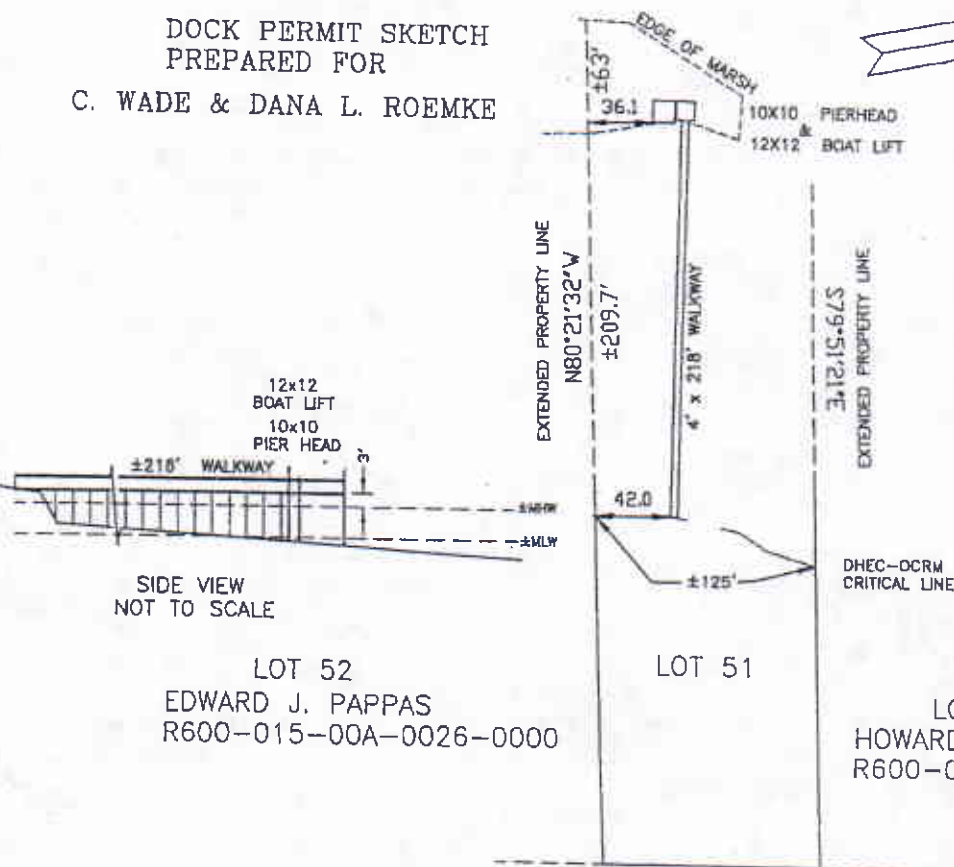 DOCK PERMIT SKETCH
PREPARED FOR
C. WADE & DANA L. ROEMKE
±63'
EDGE OF MARSH
36.1
10X10 PIERHEAD
&
12X12 BOAT LIFT
EXTENDED PROPERTY LINE
N80°21'32"W
±209.7'
4' x 218' WALKWAY
S79°51'21"E
EXTENDED PROPERTY LINE
12x12
BOAT LIFT
10x10
PIER HEAD
3'
±218' WALKWAY
±MHW
±MLW
42.0
±125'
DHEC-OCRM
CRITICAL LINE
SIDE VIEW
NOT TO SCALE
LOT 52
EDWARD J. PAPPAS
R600-015-00A-0026-0000
LOT 51
LO
HOWARD
R600-0